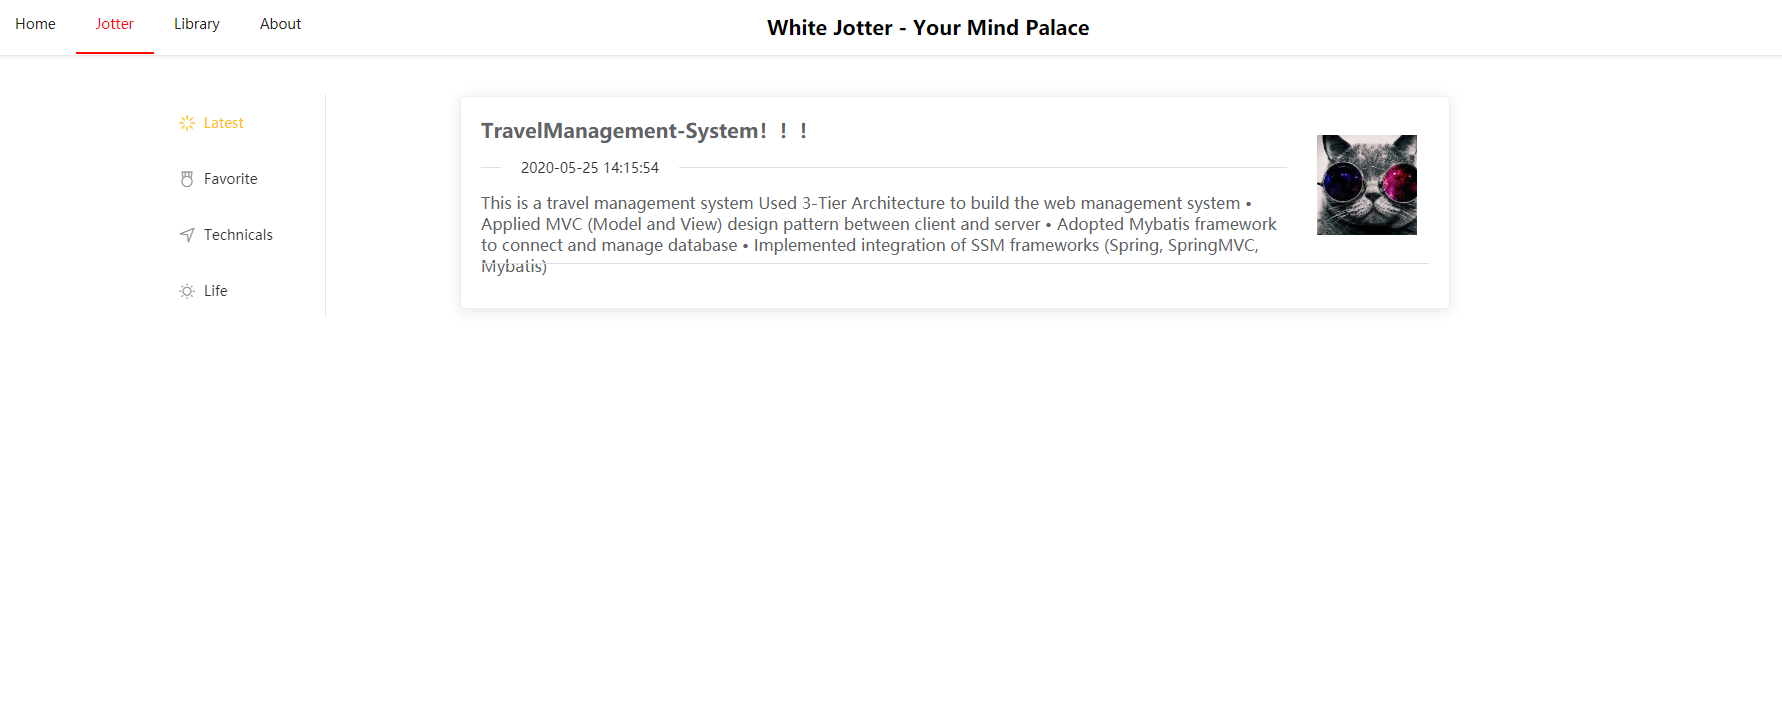 Home Jotter Library About White Jotter - Your Mind Palace
Latest
Favorite
Technicals
Life
TravelManagement-System！！！
2020-05-25 14:15:54
This is a travel management system Used 3-Tier Architecture to build the web management system •
Applied MVC (Model and View) design pattern between client and server • Adopted Mybatis framework
to connect and manage database • Implemented integration of SSM frameworks (Spring, SpringMVC,
Mybatis)